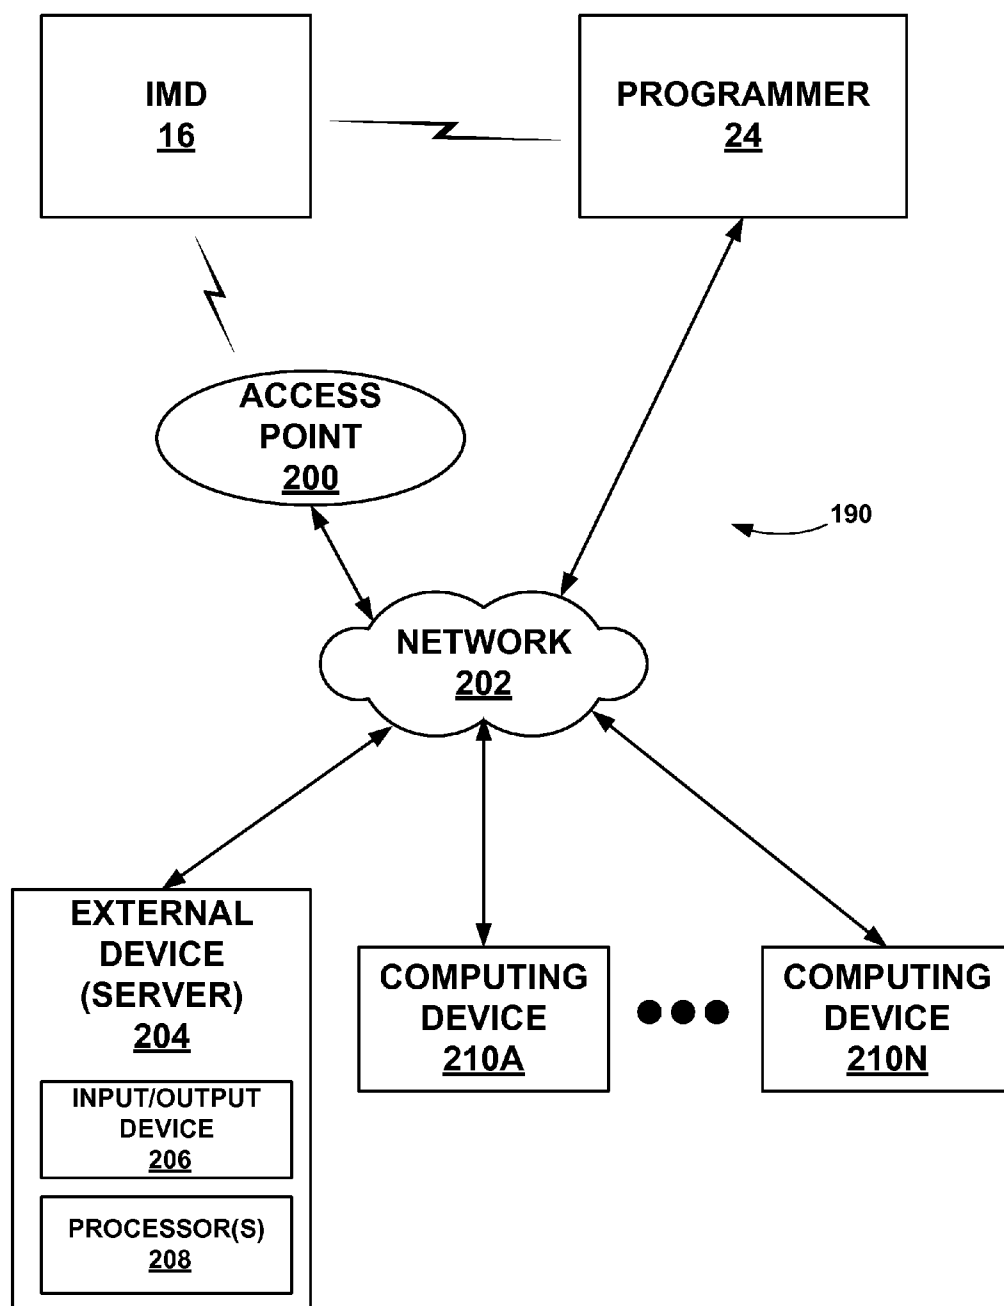 IMD
16
PROGRAMMER
24
ACCESS
POINT
200
190
NETWORK
202
EXTERNAL
DEVICE
(SERVER)
204
INPUT/OUTPUT
DEVICE
206
PROCESSOR(S)
208
COMPUTING
DEVICE
210A
COMPUTING
DEVICE
210N